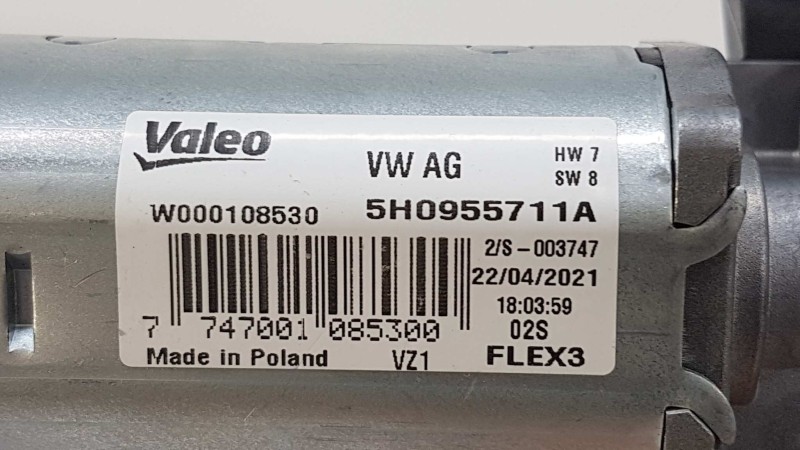 Valeo
VW AG
HW 7
SW 8
W000108530
5H0955711A
2/S-003747
22/04/2021
18:03:59
02S
7 747001 085300
Made in Poland
VZ1
FLEX3